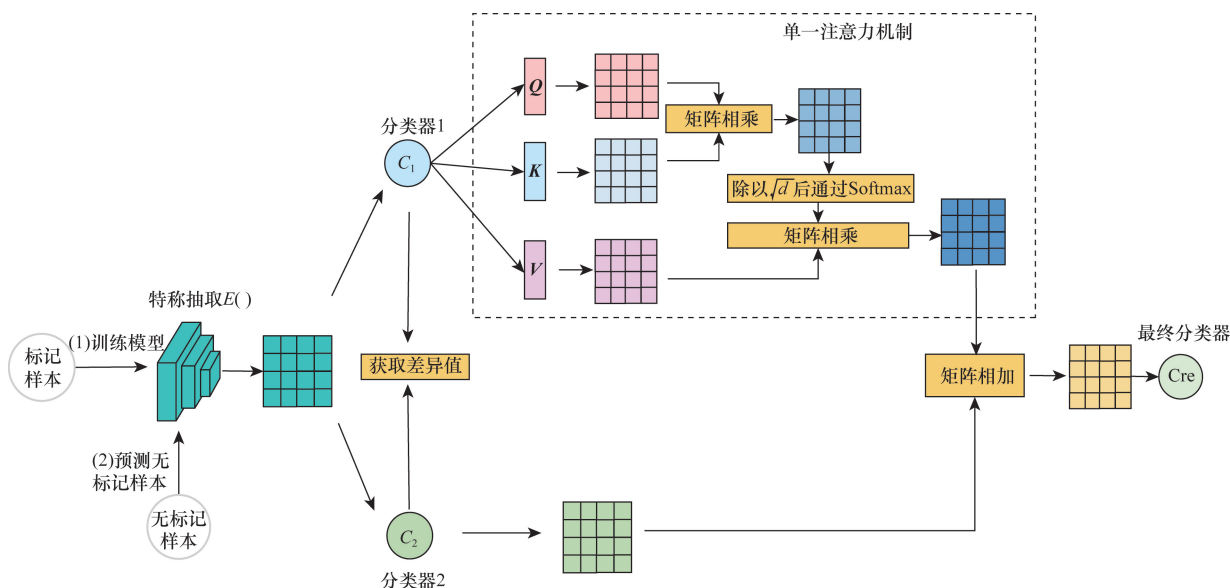 单一注意力机制
Q
矩阵相乘
分类器1
C₁
K
除以√d后通过Softmax
矩阵相乘
V
特称抽取E( )
(1)训练模型
标记
样本
获取差异值
最终分类器
矩阵相加
Cre
(2)预测无
标记样本
无标记
样本
C₂
分类器2